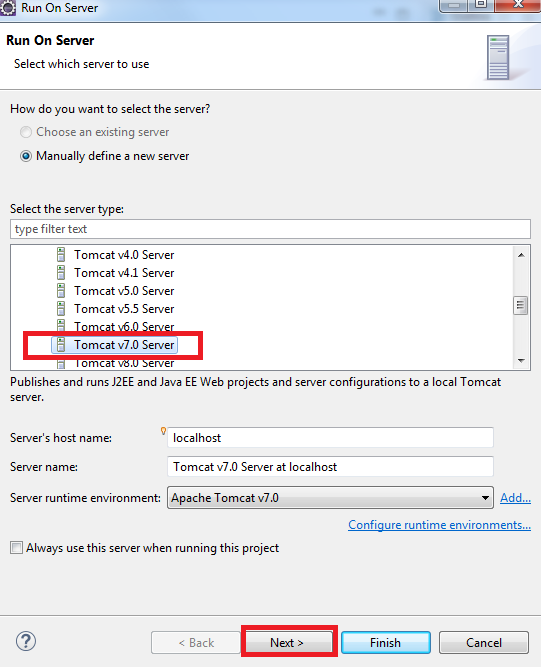 Run On Server
Run On Server
Select which server to use
How do you want to select the server?
Choose an existing server
Manually define a new server
Select the server type:
type filter text
Tomcat v4.0 Server
Tomcat v4.1 Server
Tomcat v5.0 Server
Tomcat v5.5 Server
Tomcat v6.0 Server
Tomcat v7.0 Server
Tomcat v8.0 Server
Publishes and runs J2EE and Java EE Web projects and server configurations to a local Tomcat
server.
Server's host name: localhost
Server name: Tomcat v7.0 Server at localhost
Server runtime environment: Apache Tomcat v7.0 Add...
Configure runtime environments...
Always use this server when running this project
? < Back Next > Finish Cancel